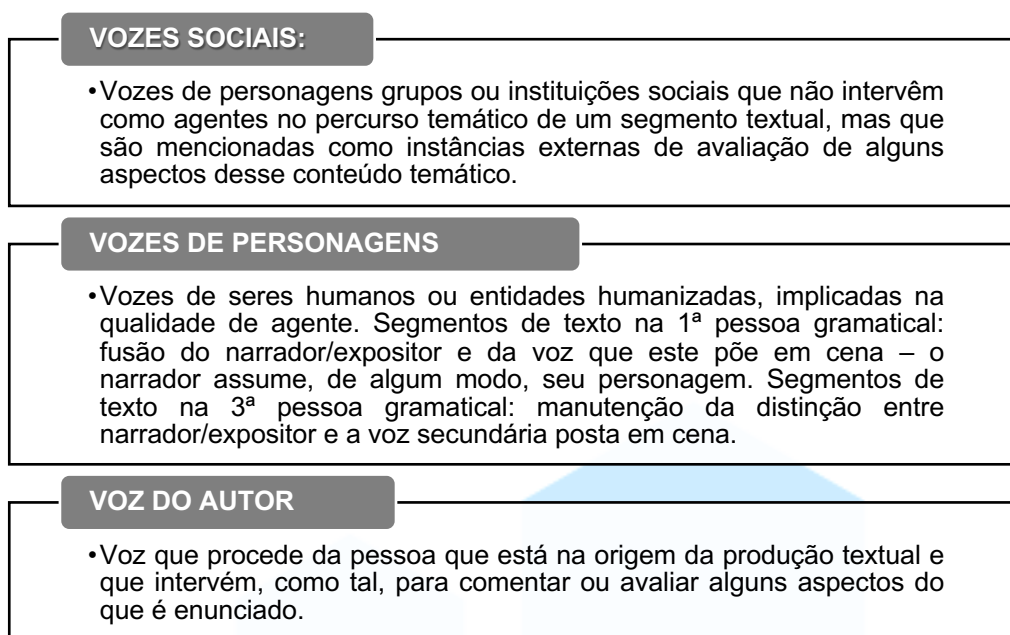 VOZES SOCIAIS:
•Vozes de personagens grupos ou instituições sociais que não intervêm
como agentes no percurso temático de um segmento textual, mas que
são mencionadas como instâncias externas de avaliação de alguns
aspectos desse conteúdo temático.
VOZES DE PERSONAGENS
•Vozes de seres humanos ou entidades humanizadas, implicadas na
qualidade de agente. Segmentos de texto na 1ª pessoa gramatical:
fusão do narrador/expositor e da voz que este põe em cena – o
narrador assume, de algum modo, seu personagem. Segmentos de
texto na 3ª pessoa gramatical: manutenção da distinção entre
narrador/expositor e a voz secundária posta em cena.
VOZ DO AUTOR
•Voz que procede da pessoa que está na origem da produção textual e
que intervém, como tal, para comentar ou avaliar alguns aspectos do
que é enunciado.